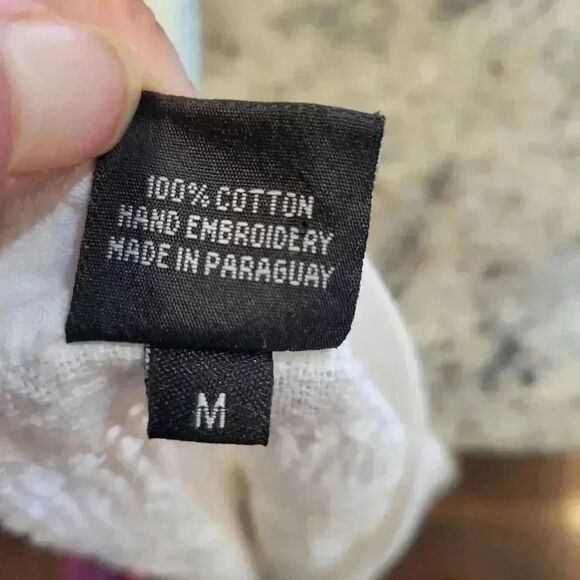 100% COTTON
HAND EMBROIDERY
MADE IN PARAGUAY
M